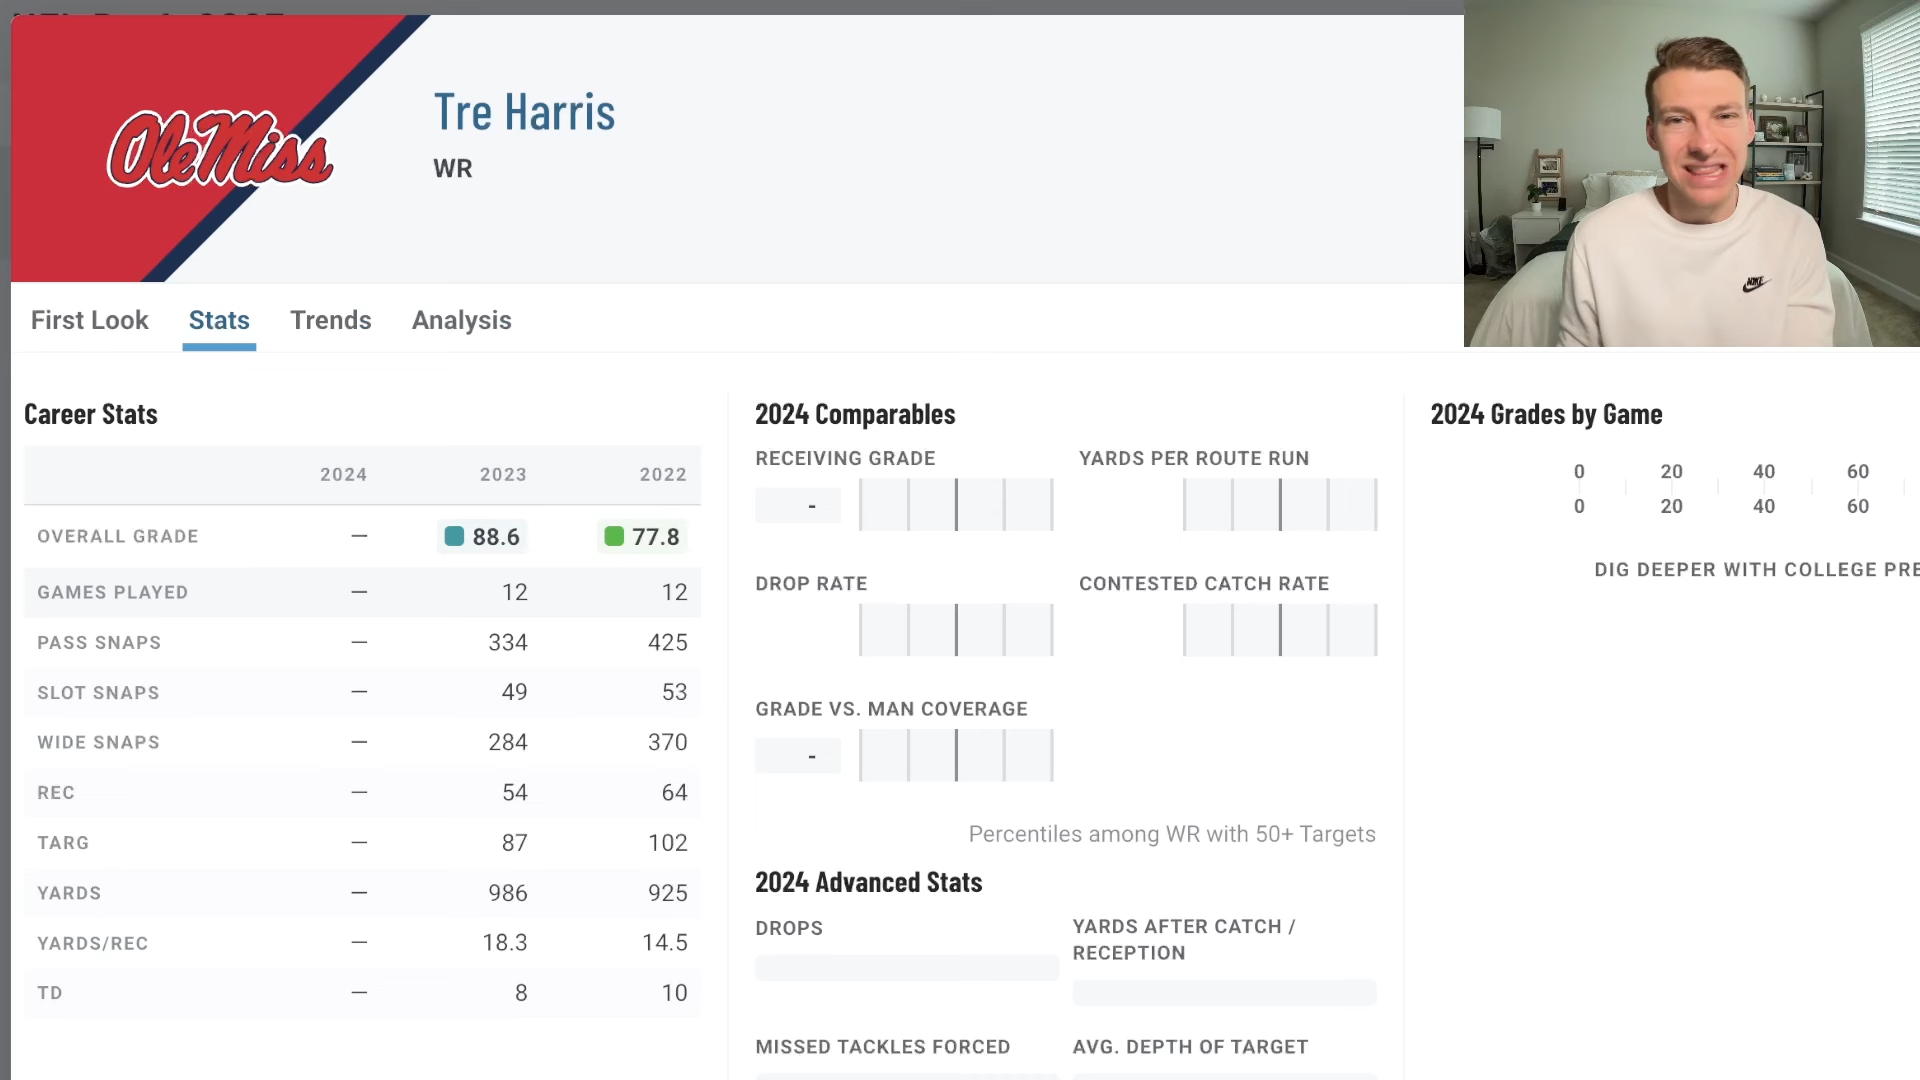 Ole Miss
Tre Harris
WR
First Look Stats Trends Analysis
Career Stats
2024 2023 2022
OVERALL GRADE — 88.6 77.8
GAMES PLAYED — 12 12
PASS SNAPS — 334 425
SLOT SNAPS — 49 53
WIDE SNAPS — 284 370
REC — 54 64
TARG — 87 102
YARDS — 986 925
YARDS/REC — 18.3 14.5
TD — 8 10
2024 Comparables
RECEIVING GRADE YARDS PER ROUTE RUN
-
DROP RATE CONTESTED CATCH RATE
GRADE VS. MAN COVERAGE
-
Percentiles among WR with 50+ Targets
2024 Advanced Stats
DROPS YARDS AFTER CATCH /
RECEPTION
MISSED TACKLES FORCED AVG. DEPTH OF TARGET
2024 Grades by Game
0 20 40 60
0 20 40 60
DIG DEEPER WITH COLLEGE PRE
NIKE